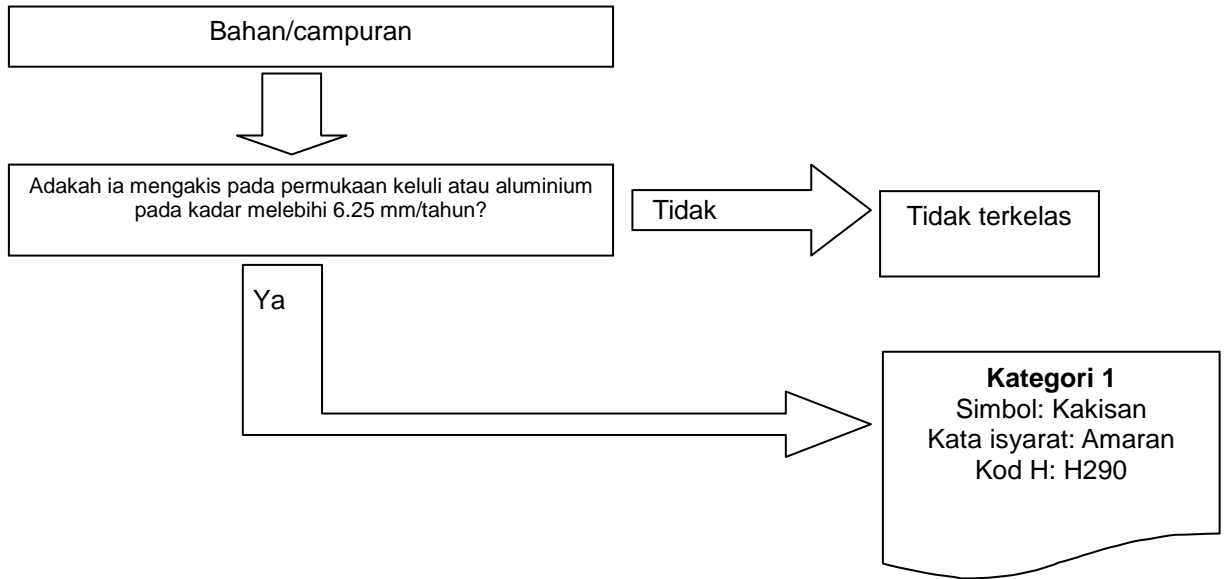 Bahan/campuran
Adakah ia mengakis pada permukaan keluli atau aluminium
pada kadar melebihi 6.25 mm/tahun?
Tidak
Tidak terkelas
Ya
Kategori 1
Simbol: Kakisan
Kata isyarat: Amaran
Kod H: H290